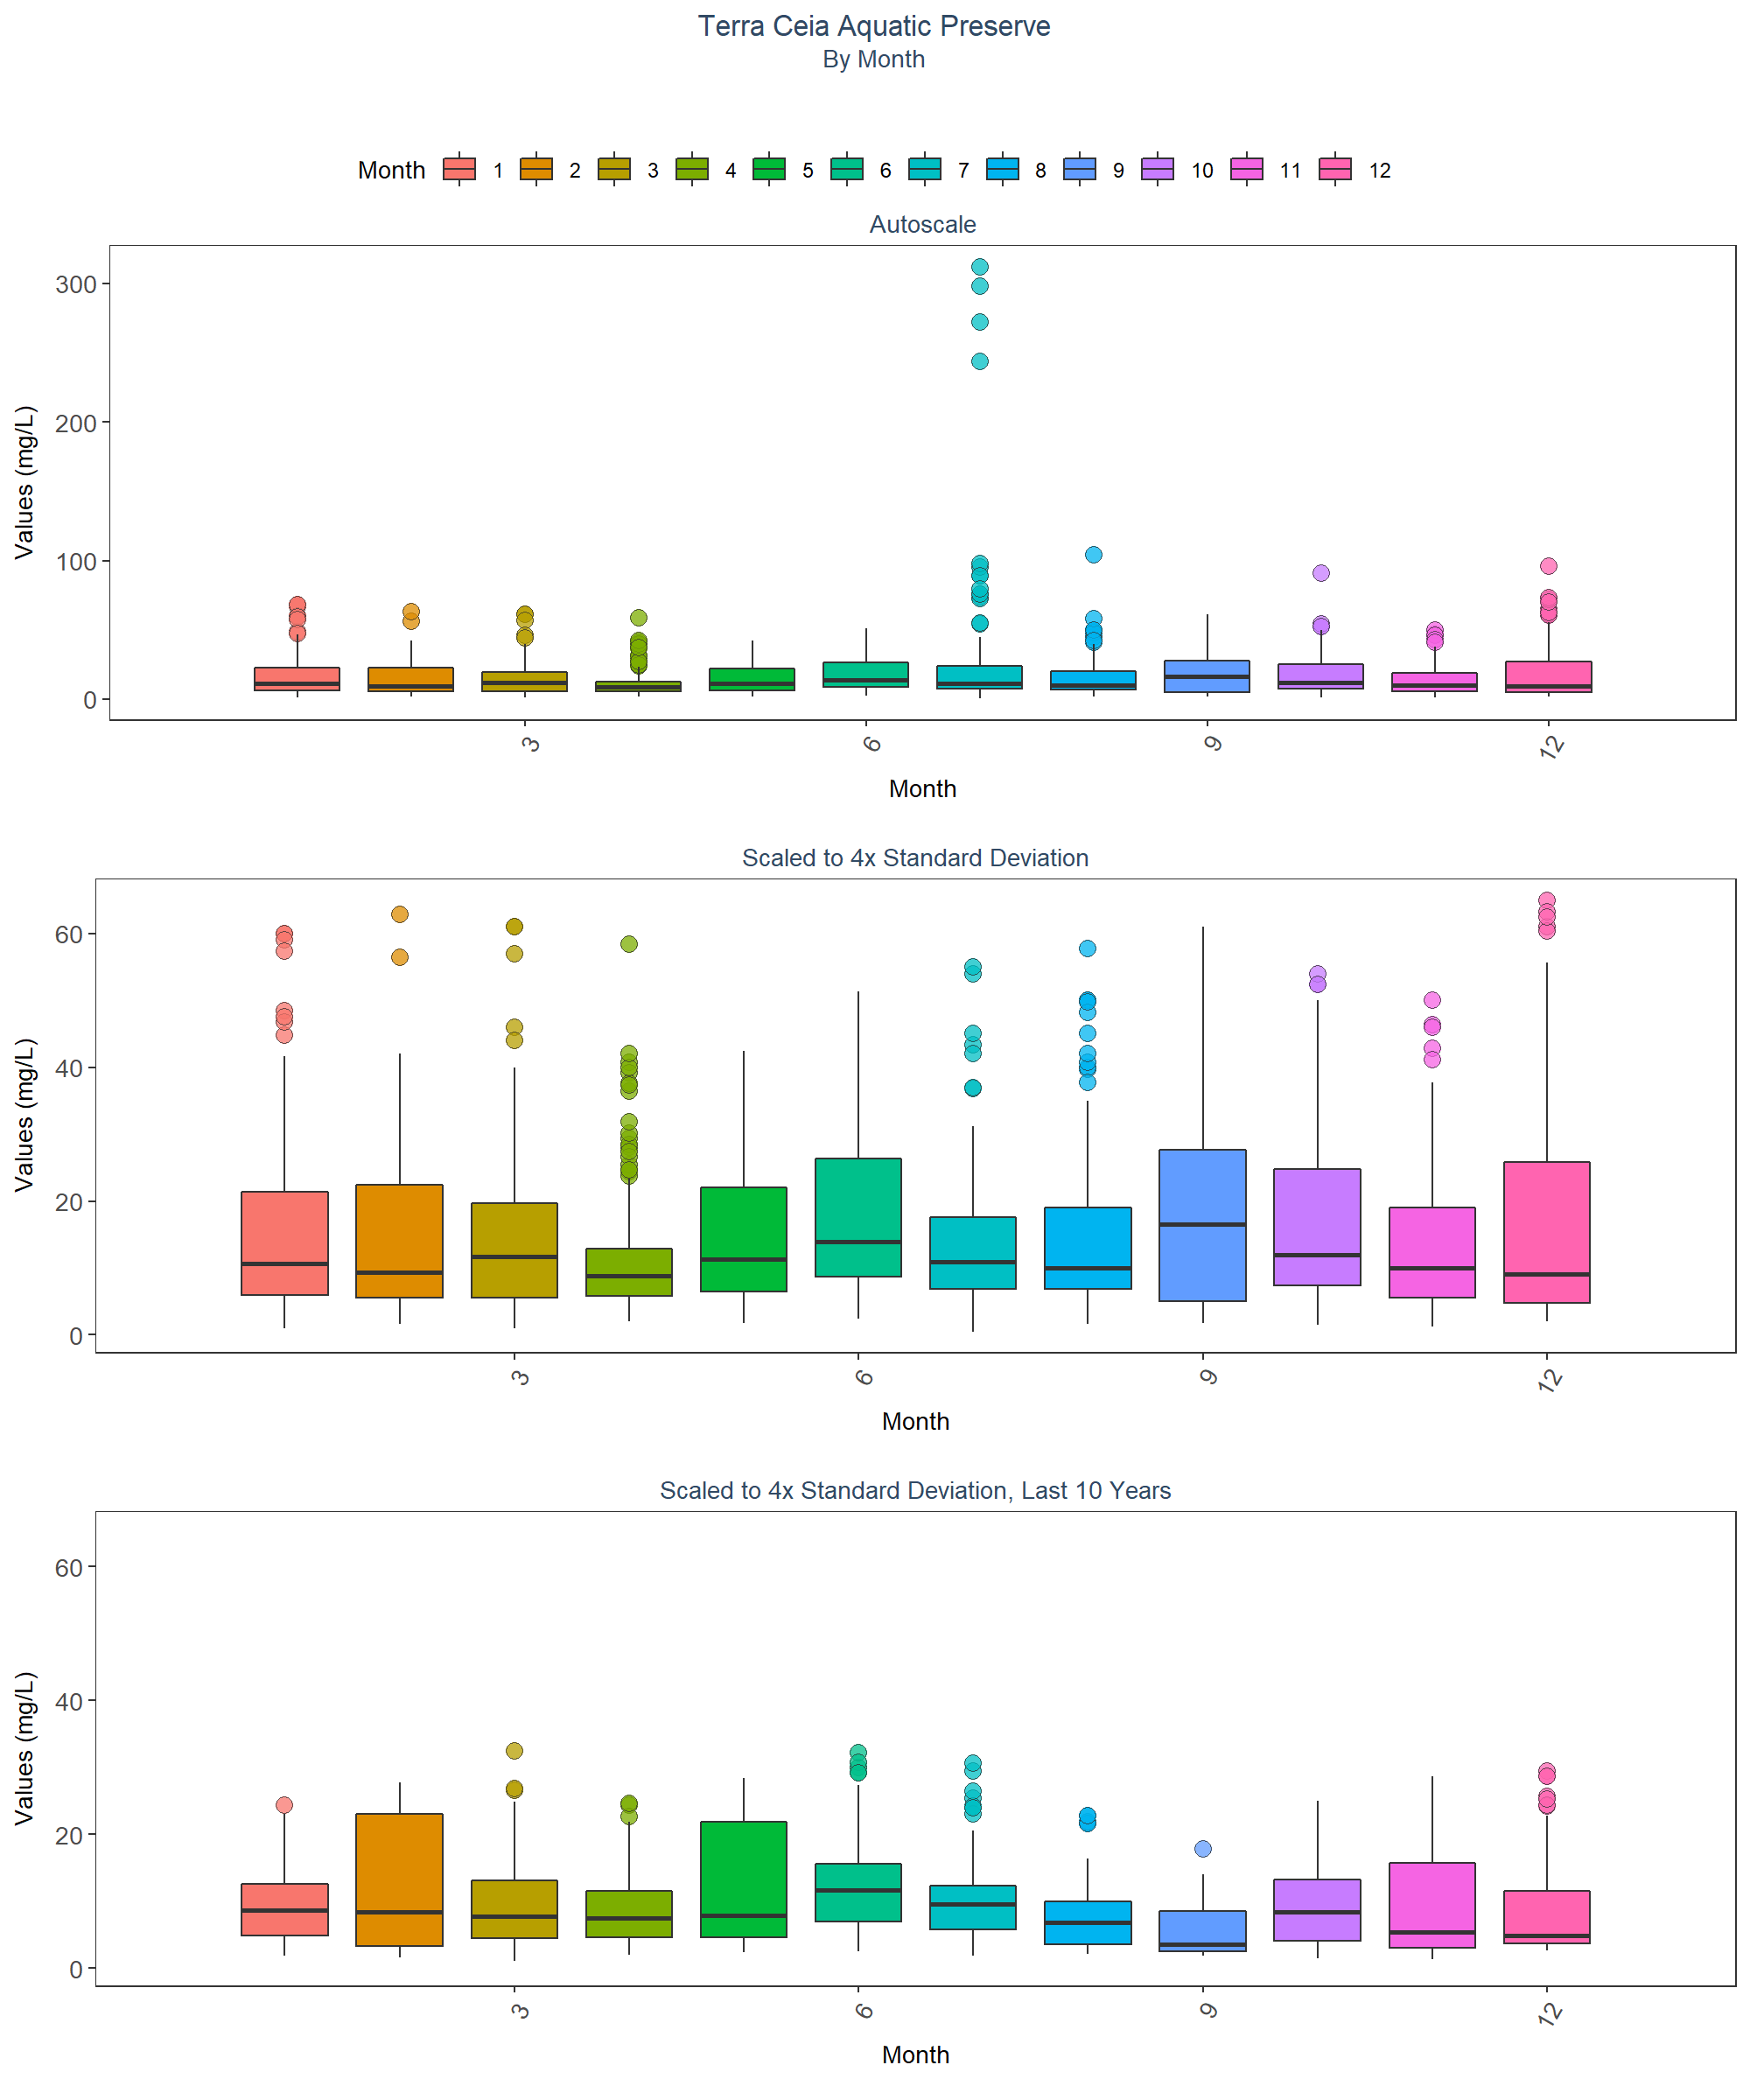 Terra Ceia Aquatic Preserve
By Month
Month 1 2 3 4 5 6 7 8 9 10 11 12
Autoscale
Values (mg/L)
300
200
100
0
3 6 9 12
Month
Scaled to 4x Standard Deviation
Values (mg/L)
60
40
20
0
3 6 9 12
Month
Scaled to 4x Standard Deviation, Last 10 Years
Values (mg/L)
60
40
20
0
3 6 9 12
Month